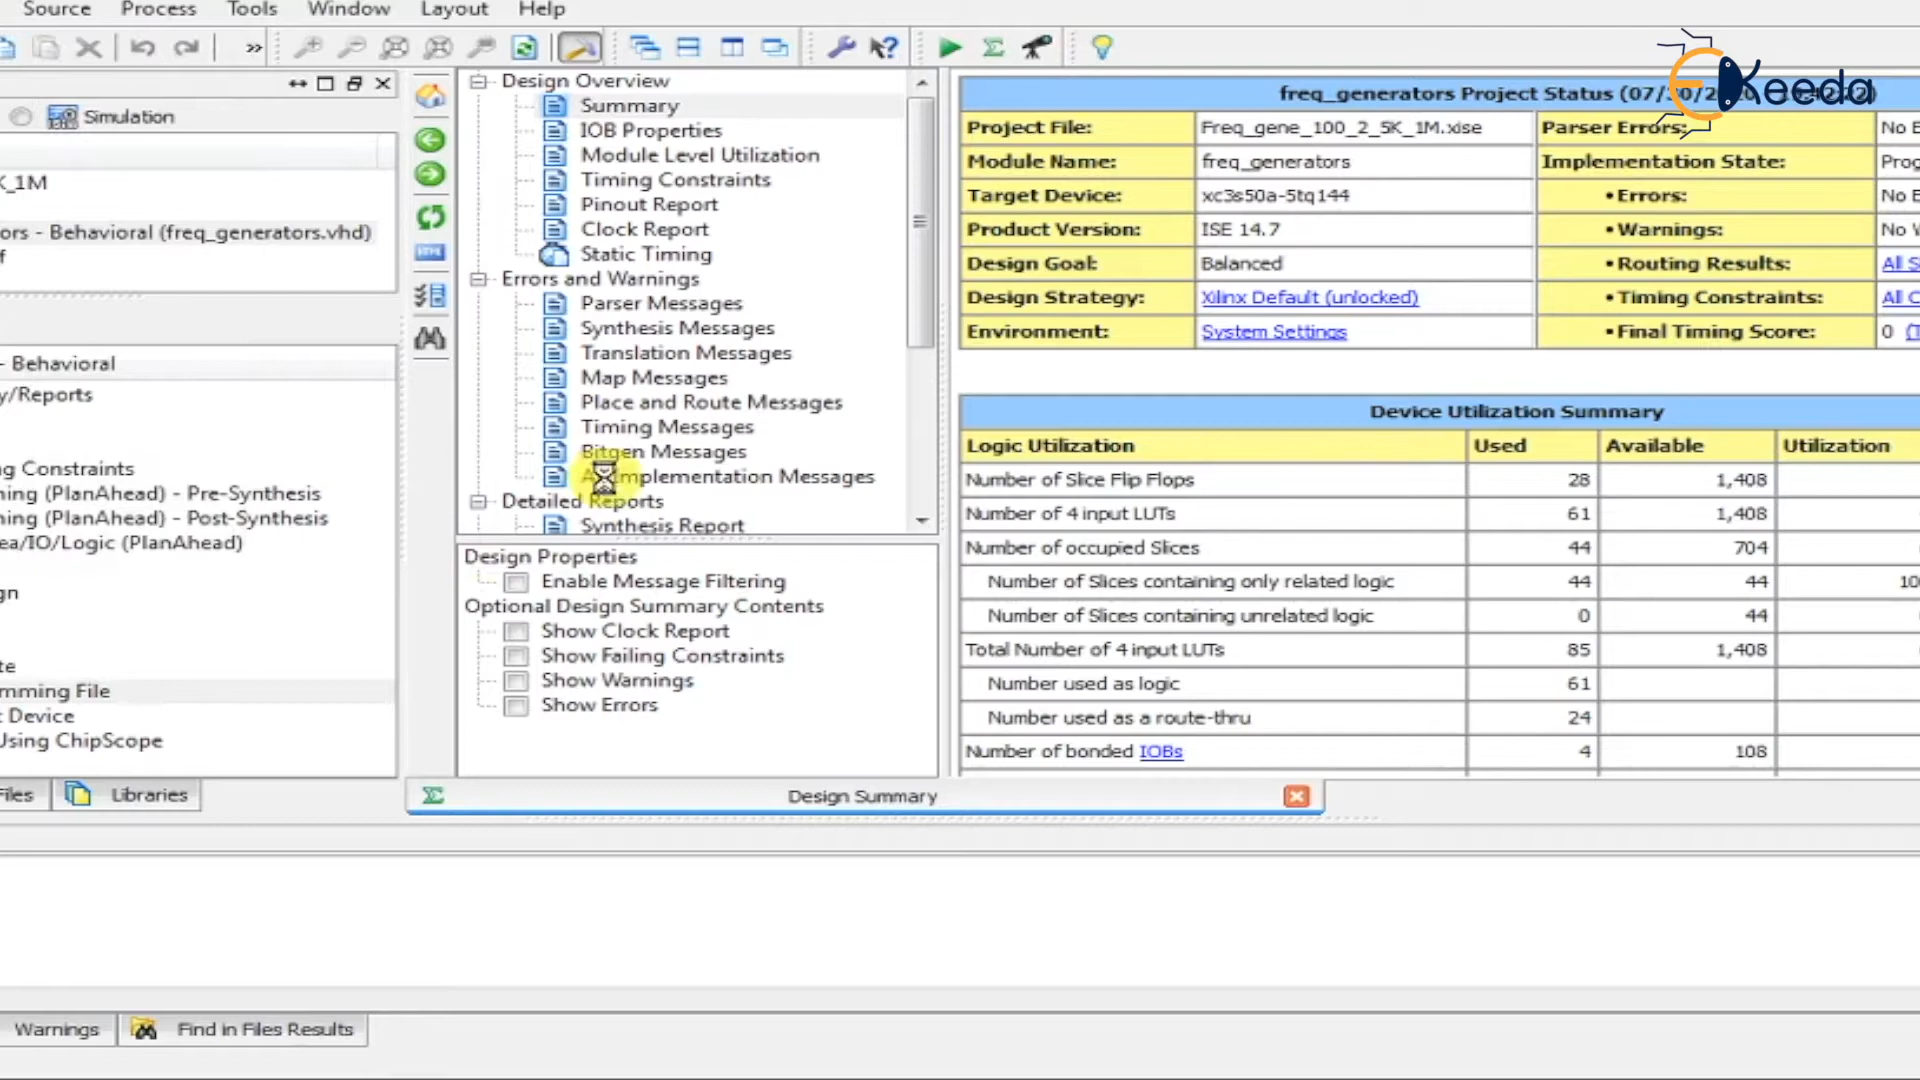 Source Process Tools Window Layout Help
Simulation
K_1M
ors - Behavioral (freq_generators.vhd)
f
- Behavioral
y/Reports
ng Constraints
ning (PlanAhead) - Pre-Synthesis
ning (PlanAhead) - Post-Synthesis
ea/IO/Logic (PlanAhead)
gn
te
mming File
t Device
Using ChipScope
Files
Libraries
Design Overview
Summary
IOB Properties
Module Level Utilization
Timing Constraints
Pinout Report
Clock Report
Static Timing
Errors and Warnings
Parser Messages
Synthesis Messages
Translation Messages
Map Messages
Place and Route Messages
Timing Messages
Bitgen Messages
Implementation Messages
Detailed Reports
Synthesis Report
Design Properties
Enable Message Filtering
Optional Design Summary Contents
Show Clock Report
Show Failing Constraints
Show Warnings
Show Errors
Design Summary
Keeda
freq_generators Project Status
Project File: Freq_gene_100_2_5K_1M.xise Parser Errors: No E
Module Name: freq_generators Implementation State: Prog
Target Device: xc3s50a-5tq144 •Errors: No E
Product Version: ISE 14.7 •Warnings: No W
Design Goal: Balanced •Routing Results: All S
Design Strategy: Xilinx Default (unlocked) •Timing Constraints: All C
Environment: System Settings •Final Timing Score: 0 (T
Device Utilization Summary
Logic Utilization Used Available Utilization
Number of Slice Flip Flops 28 1,408
Number of 4 input LUTs 61 1,408
Number of occupied Slices 44 704
Number of Slices containing only related logic 44 44 10
Number of Slices containing unrelated logic 0 44
Total Number of 4 input LUTs 85 1,408
Number used as logic 61
Number used as a route-thru 24
Number of bonded IOBs 4 108
Warnings
Find in Files Results